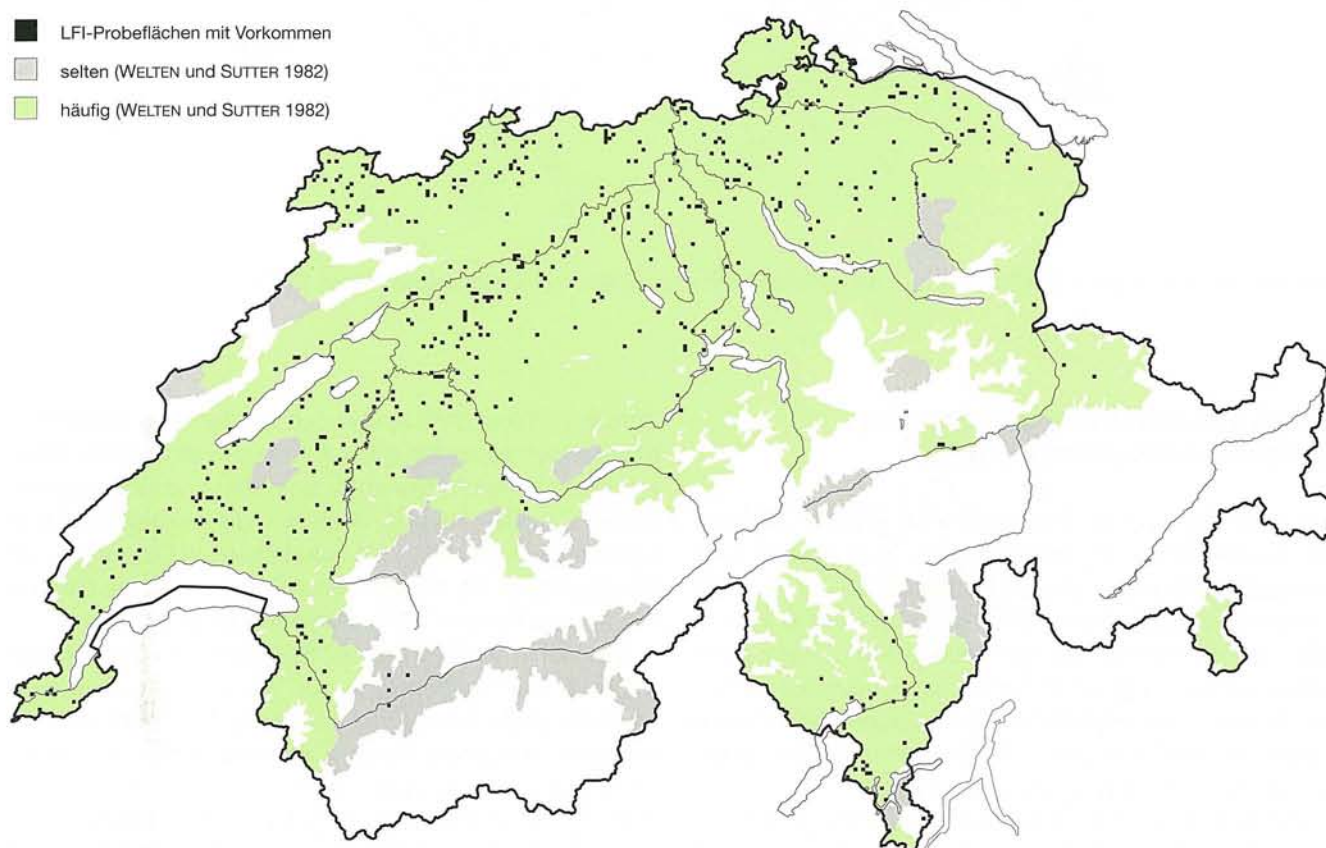 LFI-Probeflächen mit Vorkommen
selten (WELTEN und SUTTER 1982)
häufig (WELTEN und SUTTER 1982)